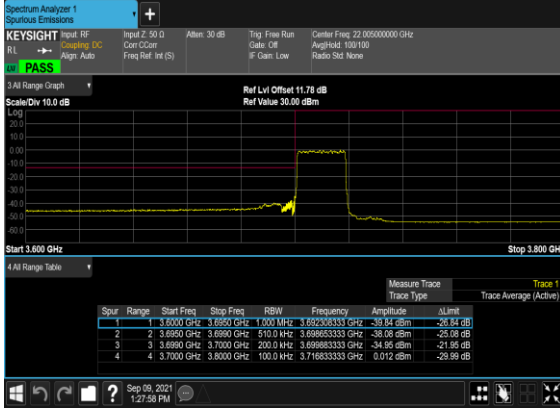 Spectrum Analyzer 1
Spurious Emissions
+
KEYSIGHT Input: RF Input Z: 50 Ω Atten: 30 dB Trig: Free Run Center Freq: 22.005000000 GHz
RL Coupling: DC Corr CCorr Gate: Off Avg|Hold: 100/100
Align: Auto Freq Ref: Int (S) IF Gain: Low Radio Std: None
PASS
3 All Range Graph
Ref Lvl Offset 11.78 dB
Scale/Div 10.0 dB Ref Value 30.00 dBm
Log
20.0
10.0
0.00
-10.0
-20.0
-30.0
-40.0
-50.0
-60.0
Start 3.600 GHz Stop 3.800 GH
4 All Range Table
Measure Trace Trace 1
Trace Type Trace Average (Active)
Spur Range Start Freq Stop Freq RBW Frequency Amplitude ΔLimit
1 1 3.6000 GHz 3.6950 GHz 1.000 MHz 3.692308333 GHz -39.84 dBm -26.84 dB
2 2 3.6950 GHz 3.6990 GHz 510.0 kHz 3.698653333 GHz -38.08 dBm -25.08 dB
3 3 3.6990 GHz 3.7000 GHz 200.0 kHz 3.699883333 GHz -34.95 dBm -21.95 dB
4 4 3.7000 GHz 3.8000 GHz 100.0 kHz 3.716833333 GHz 0.012 dBm -29.99 dB
? Sep 09, 2021
1:27:58 PM